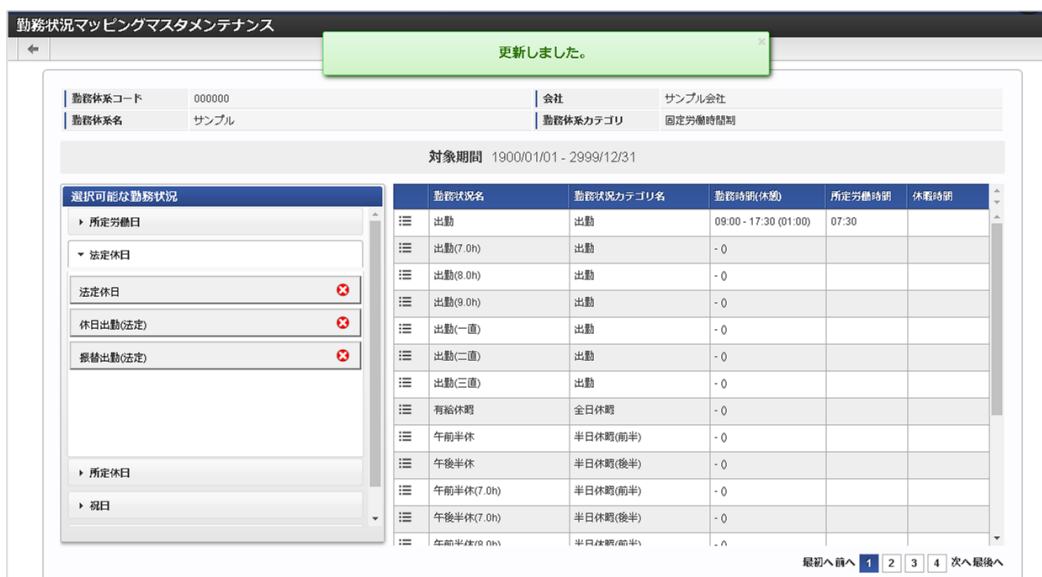 勤務状況マッピングマスタメンテナンス
更新しました。
勤務体系コード 000000 会社 サンプル会社
勤務体系名 サンプル 勤務体系カテゴリ 固定労働時間制
対象期間 1900/01/01 - 2999/12/31
選択可能な勤務状況
所定労働日
法定休日
法定休日
休日出勤(法定)
振替出勤(法定)
所定休日
祝日
勤務状況名 勤務状況カテゴリ名 勤務時間(休憩) 所定労働時間 休暇時間
出勤 出勤 09:00 - 17:30 (01:00) 07:30
出勤(7.0h) 出勤 - ()
出勤(8.0h) 出勤 - ()
出勤(9.0h) 出勤 - ()
出勤(一直) 出勤 - ()
出勤(二直) 出勤 - ()
出勤(三直) 出勤 - ()
有給休暇 全日休暇 - ()
午前半休 半日休暇(前半) - ()
午後半休 半日休暇(後半) - ()
午前半休(7.0h) 半日休暇(前半) - ()
午後半休(7.0h) 半日休暇(後半) - ()
午前半休(8.0h) 半日休暇(前半) - ()
最初へ 前へ 1 2 3 4 次へ 最後へ